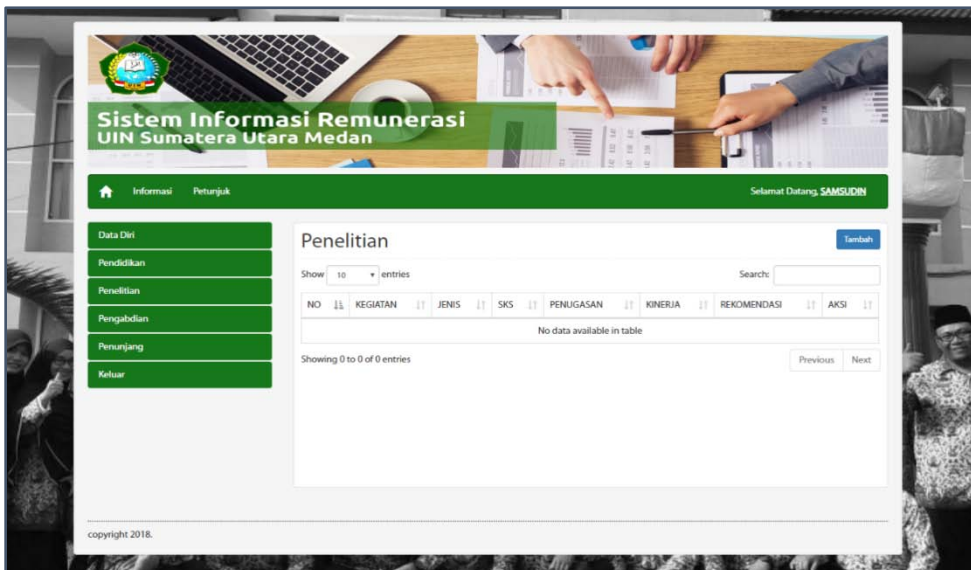 Sistem Informasi Remunerasi
UIN Sumatera Utara Medan
Informasi Petunjuk Selamat Datang, SAMSUDIN
Data Diri
Pendidikan
Penelitian
Pengabdian
Penunjang
Keluar
Penelitian Tambah
Show 10 entries Search:
NO KEGIATAN JENIS SKS PENUGASAN KINERJA REKOMENDASI AKSI
No data available in table
Showing 0 to 0 of 0 entries Previous Next
copyright 2018.